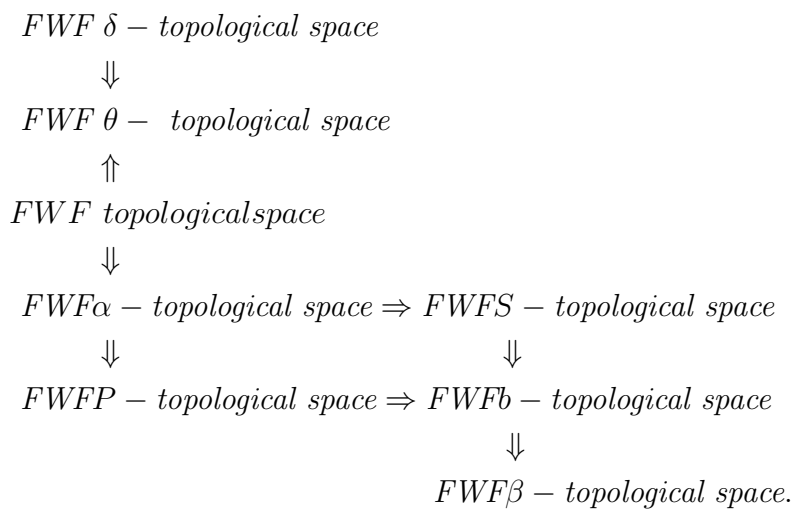 FWF δ − topological space
⇓
FWF θ − topological space
⇑
FWF topologicalspace
⇓
FWFα − topological space ⇒ FWFS − topological space
⇓ ⇓
FWFP − topological space ⇒ FWFb − topological space
⇓
FWFβ − topological space.